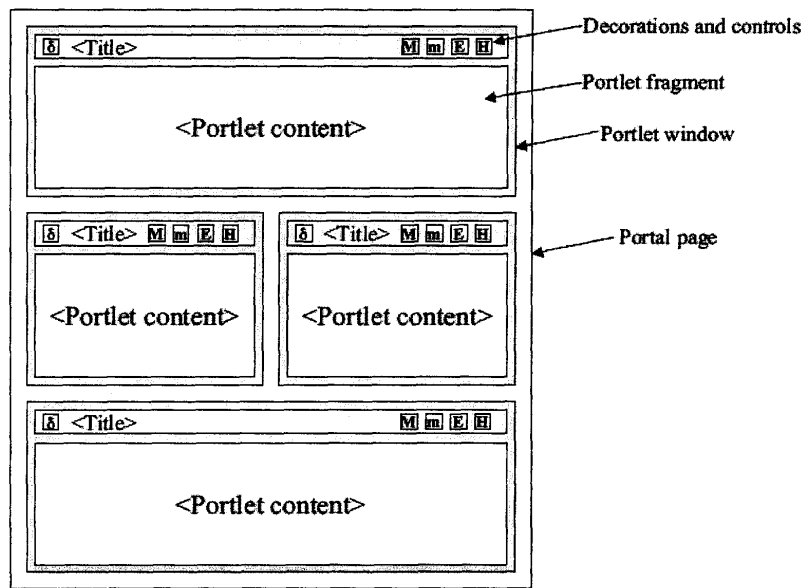 Decorations and controls
δ <Title> M m E H
Portlet fragment
<Portlet content>
Portlet window
δ <Title> M m E H
δ <Title> M m E H
Portal page
<Portlet content>
<Portlet content>
δ <Title> M m E H
<Portlet content>